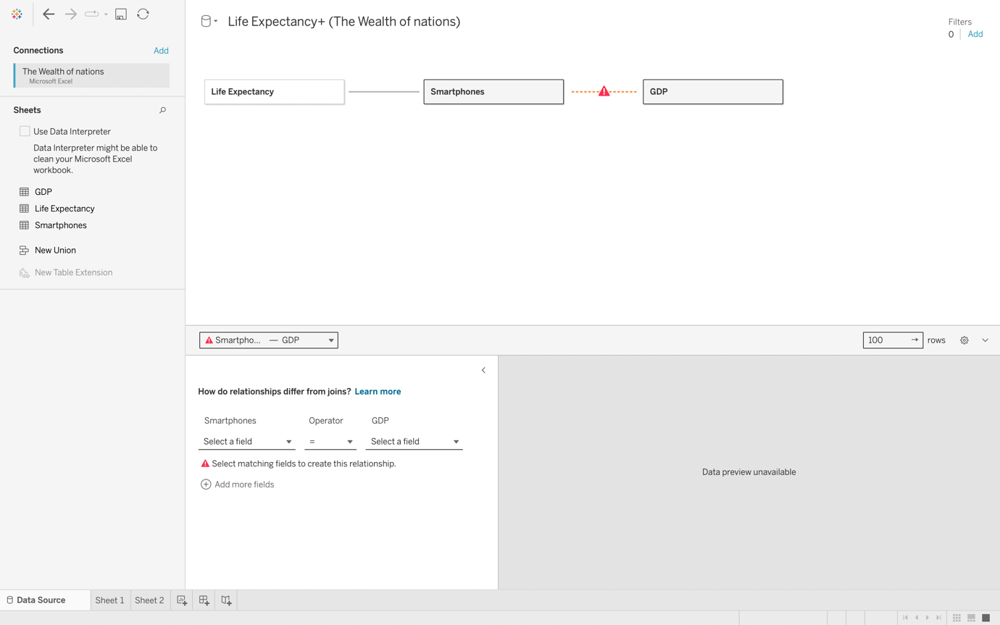 Life Expectancy+ (The Wealth of nations)
Filters
0 Add
Connections Add
The Wealth of nations
Microsoft Excel
Sheets
Use Data Interpreter
Data Interpreter might be able to
clean your Microsoft Excel
workbook.
GDP
Life Expectancy
Smartphones
New Union
New Table Extension
Life Expectancy
Smartphones
GDP
Smartpho... — GDP
100 → rows
How do relationships differ from joins? Learn more
Smartphones Operator GDP
Select a field = Select a field
Select matching fields to create this relationship.
Add more fields
Data preview unavailable
Data Source Sheet 1 Sheet 2